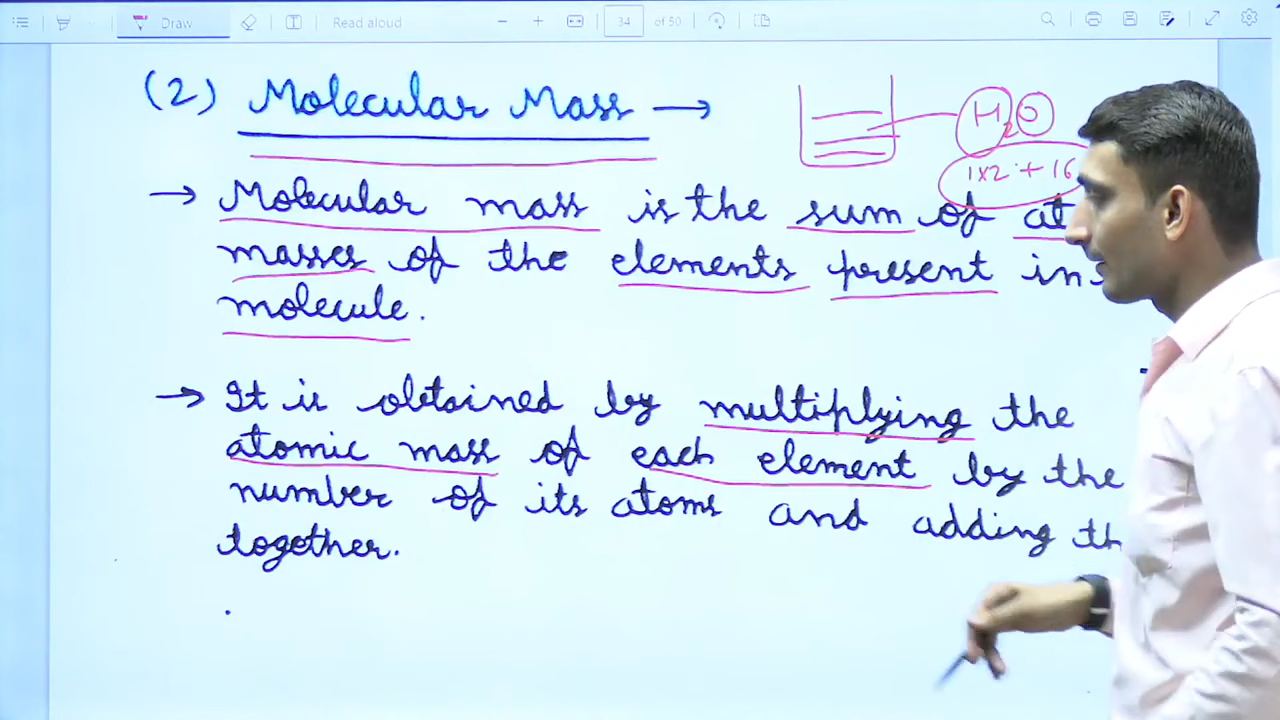 Draw
Read aloud
34 of 50
(2) Molecular Mass →
H2O
1x2 + 16
→ Molecular mass is the sum of
masses of the elements present in
molecule.
→ It is obtained by multiplying the
atomic mass of each element by the
number of its atoms and adding
together.